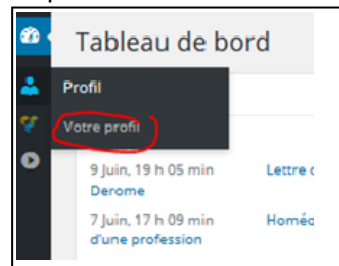 Tableau de bord
Profil
Votre profil
9 Juin, 19 h 05 min Lettre
Derome
7 Juin, 17 h 09 min Homéo
d'une profession